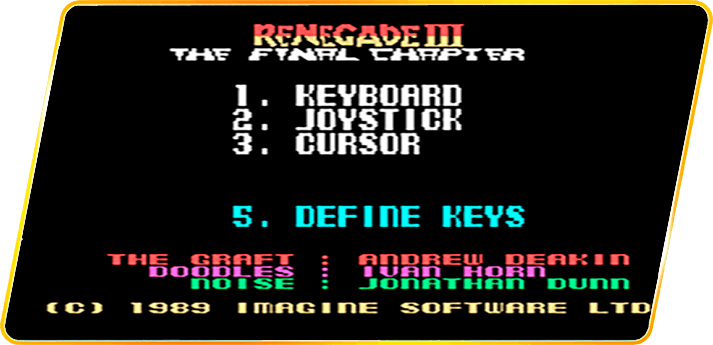 RENEGADE III
THE FINAL CHAPTER
1. KEYBOARD
2. JOYSTICK
3. CURSOR
5. DEFINE KEYS
THE GRAFT : ANDREW DEAKIN
DOODLES : IVAN HORN
NOISE : JONATHAN DUNN
(C) 1989 IMAGINE SOFTWARE LTD